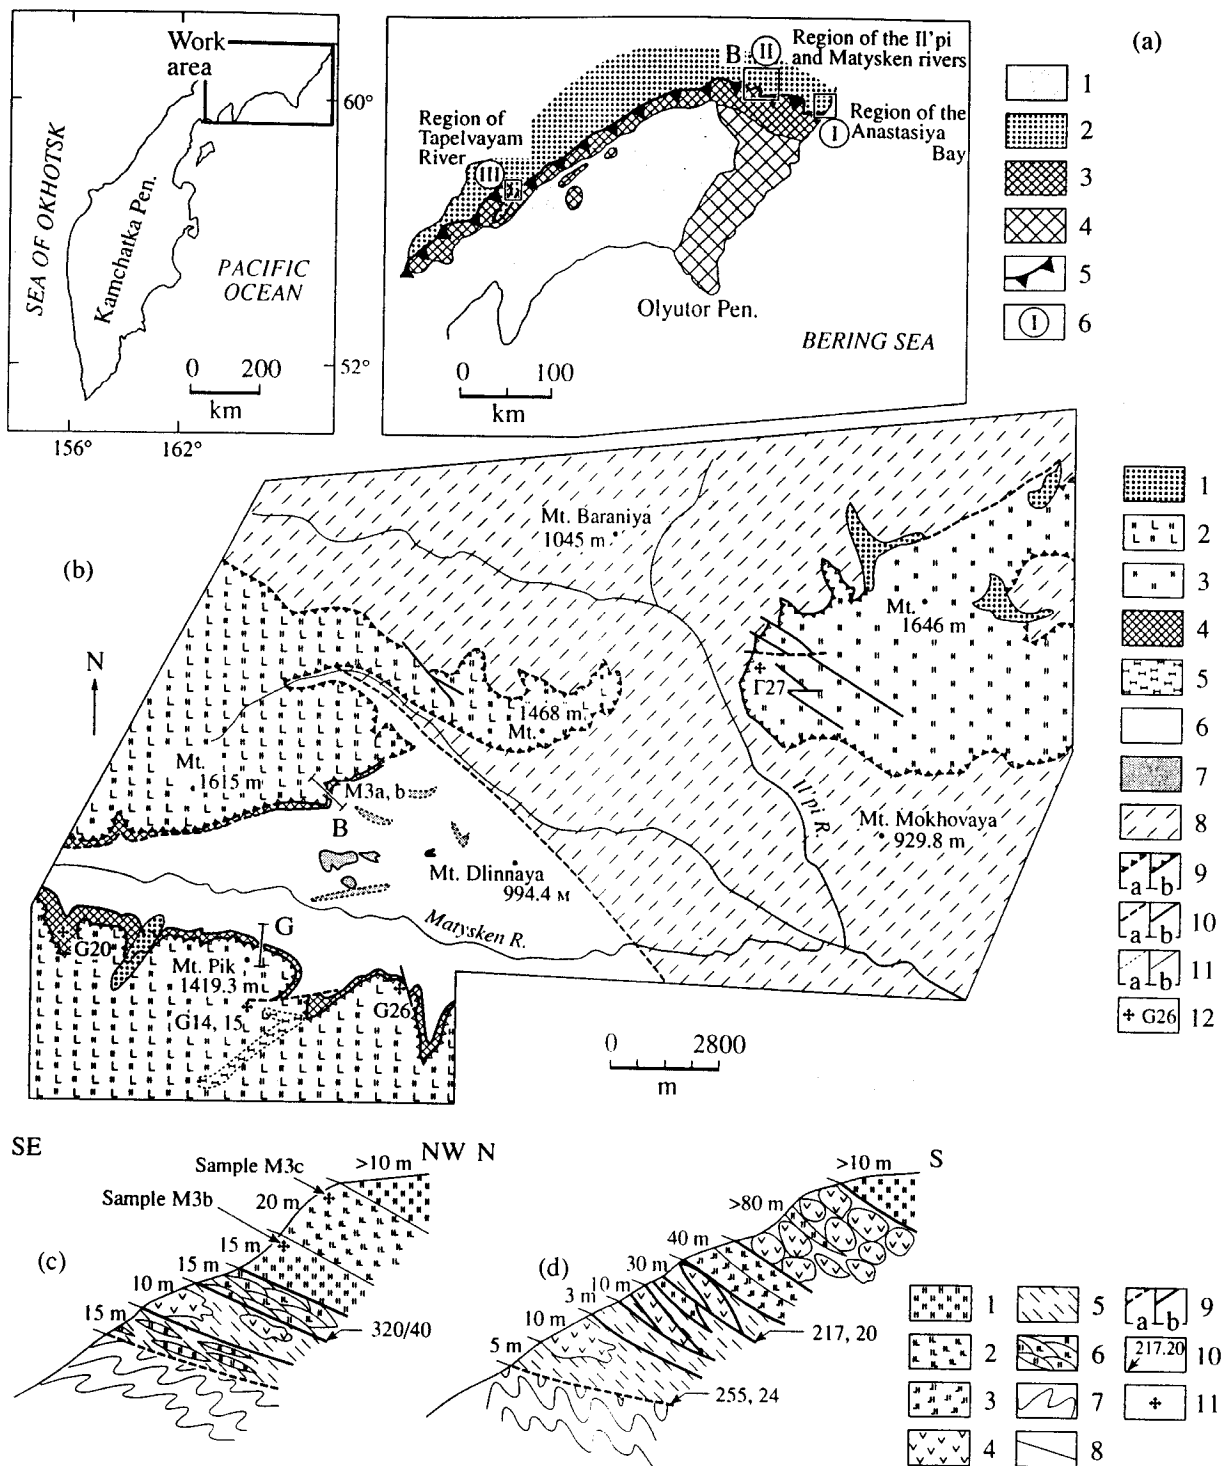 (a)
Work
area
60°
SEA OF OKHOTSK
Kamchatka Pen.
PACIFIC
OCEAN
0 200
km
52°
156° 162°
B II Region of the Il'pi
and Matysken rivers
Region of the
Anastasiya
Bay
I
Region of
Tapelvayam
River
III
Olyutor Pen.
BERING SEA
0 100
km
1
2
3
4
5
I 6
(b)
N
Mt. Baraniya
1045 m
Mt.
1646 m
Γ27
1468 m
Mt.
Mt.
1615 m
M3a, b
B
Il'pi R.
Mt. Mokhovaya
929.8 m
Mt. Dlinnaya
994.4 м
Matysken R.
G
G20
Mt. Pik
1419.3 m
G14, 15
G26
0 2800
m
1
2
3
4
5
6
7
8
a b 9
a b 10
a b 11
G26 12
SE
NW
Sample M3c
>10 m
Sample M3b
20 m
15 m
(c)
15 m
10 m
15 m
320/40
N
S
>10 m
>80 m
40 m
(d)
30 m
10 m
3 m
10 m
5 m
217, 20
255, 24
1
2
3
4
5
6
7
8
a b 9
217.20 10
11